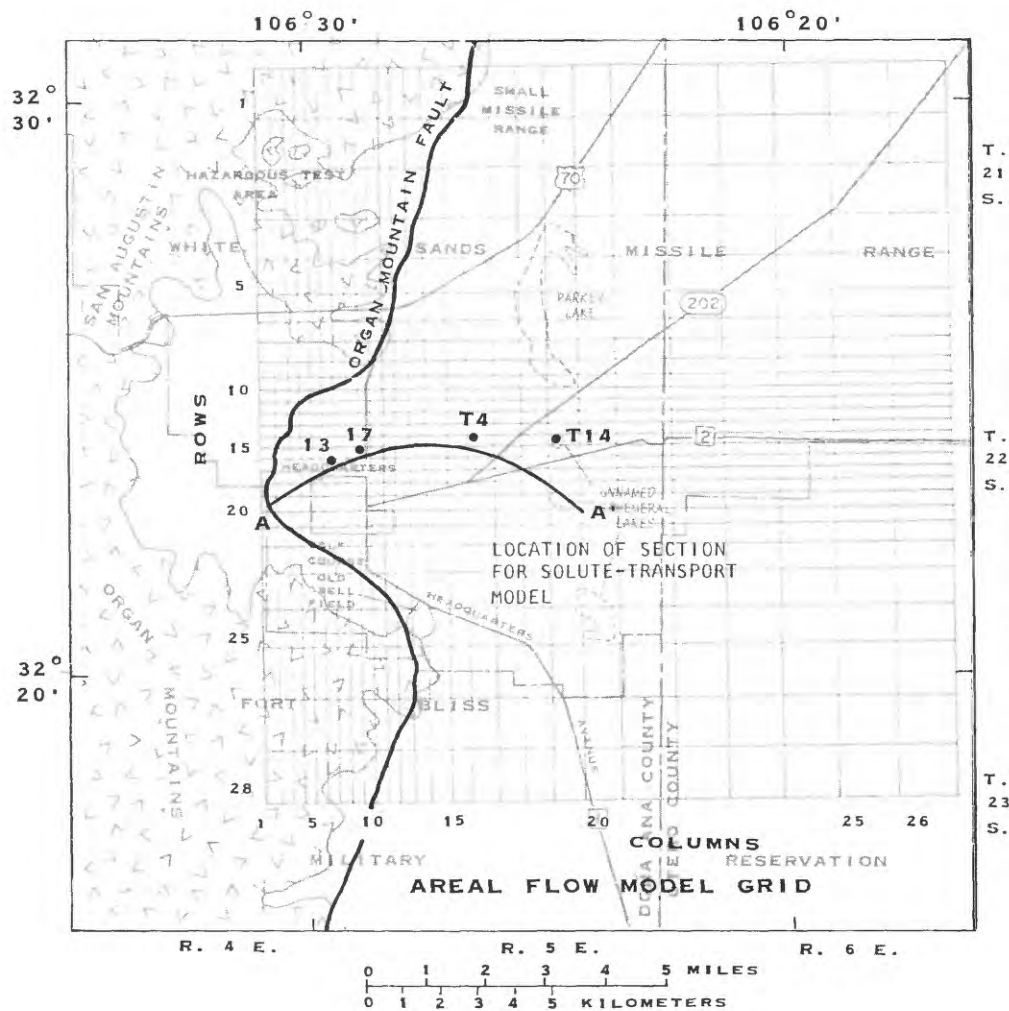 106°30'
106°20'
32°
30'
1
SMALL
MISSILE
RANGE
ORGAN MOUNTAIN FAULT
HAZARDOUS TEST
AREA
70
T.
21
S.
SAN AUGUSTIN
MOUNTAINS
WHITE
SANDS
MISSILE
RANGE
5
PARKER
LAKE
202
10
ROWS
13
17
T4
T14
2
15
HEADQUARTERS
T.
22
S.
20
A
A'
UNNAMED
EPHEMERAL
LAKES
LOCATION OF SECTION
FOR SOLUTE-TRANSPORT
MODEL
GOLF
COURSE
OLD
BELL
FIELD
ORGAN
MOUNTAINS
HEADQUARTERS
AVENUE
25
32°
20'
FORT
BLISS
DONA ANA COUNTY
OTERO COUNTY
T.
23
S.
28
1
5
10
15
20
25
26
COLUMNS
MILITARY
RESERVATION
AREAL FLOW MODEL GRID
R. 4 E.
R. 5 E.
R. 6 E.
0 1 2 3 4 5 MILES
0 1 2 3 4 5 KILOMETERS